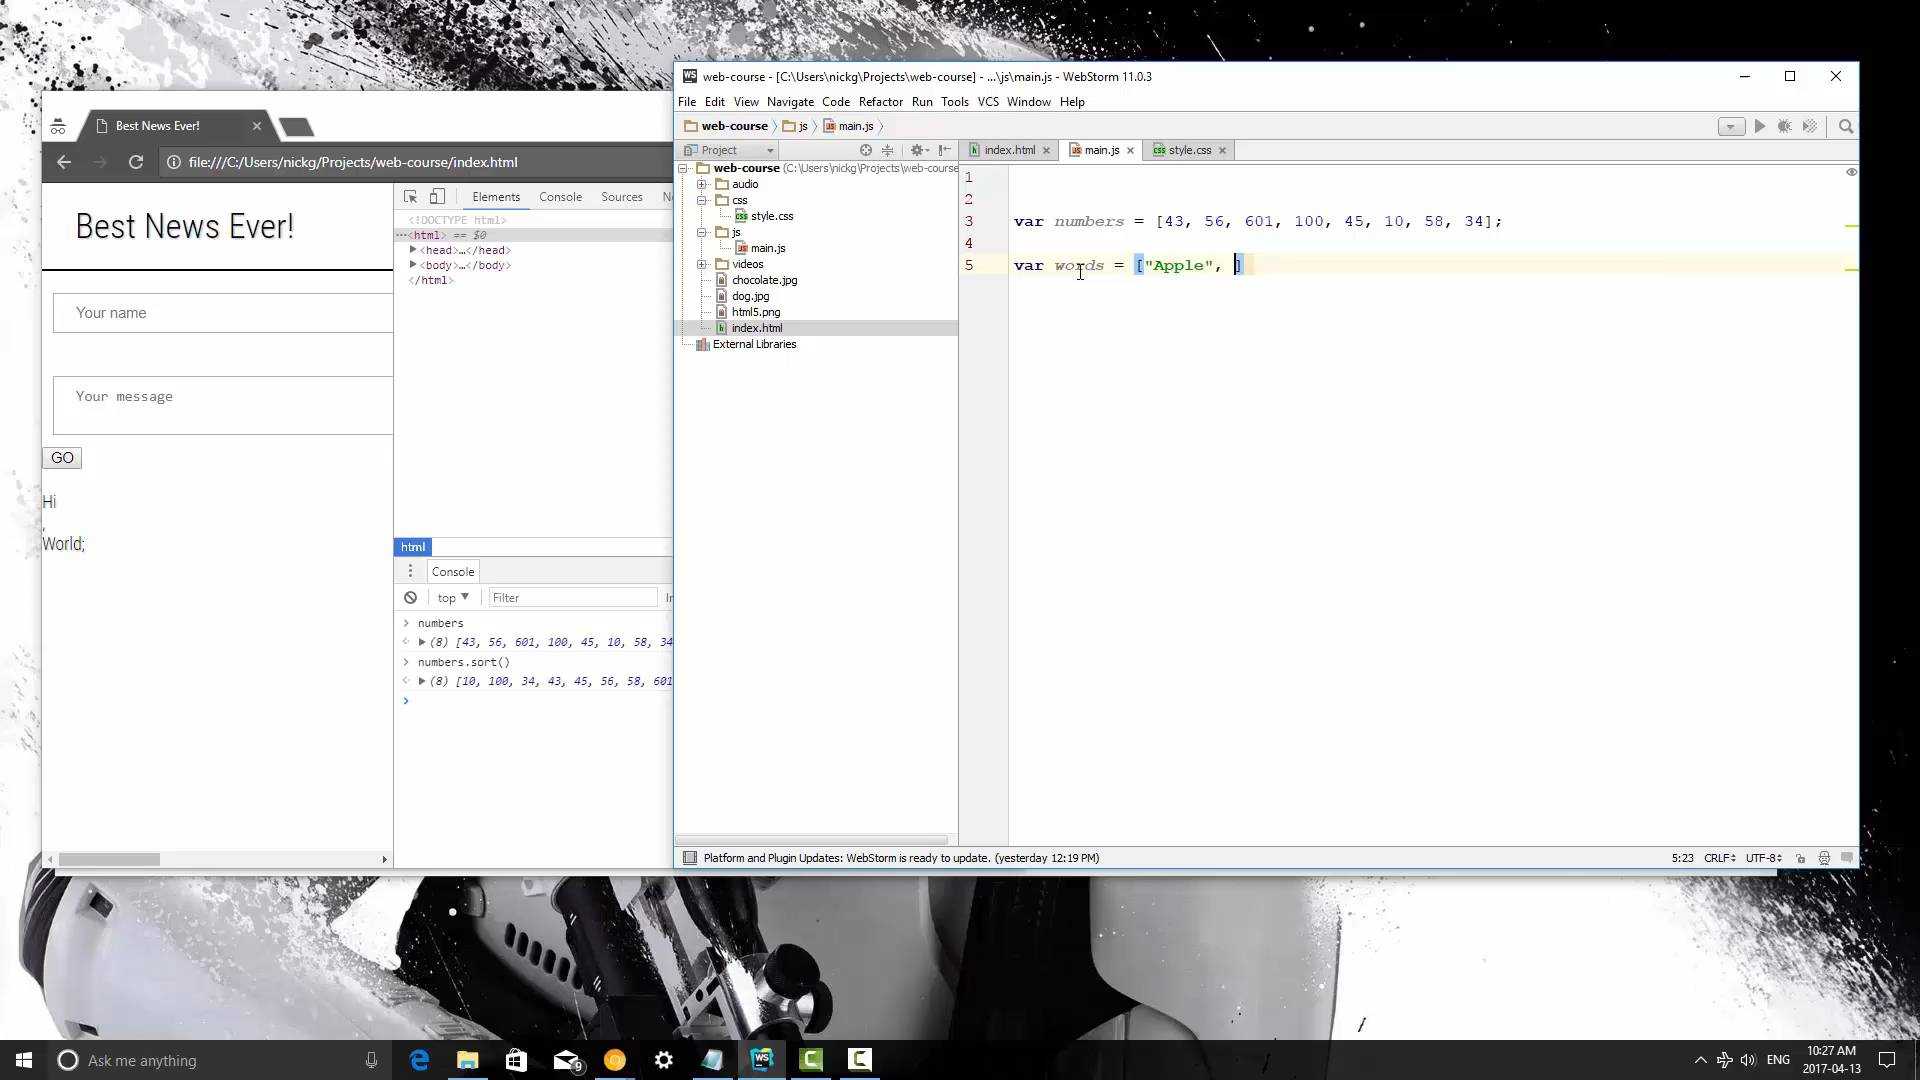 Best News Ever!
file:///C:/Users/nickg/Projects/web-course/index.html
Best News Ever!
Your name
Your message
GO
Hi
,
World;
Elements Console Sources N
<!DOCTYPE html>
<html> == $0
<head>…</head>
<body>…</body>
</html>
html
Console
top ▼ Filter
numbers
(8) [43, 56, 601, 100, 45, 10, 58, 34
numbers.sort()
(8) [10, 100, 34, 43, 45, 56, 58, 601
web-course - [C:\Users\nickg\Projects\web-course] - ...\js\main.js - WebStorm 11.0.3
File Edit View Navigate Code Refactor Run Tools VCS Window Help
web-course js main.js
Project
index.html main.js style.css
web-course (C:\Users\nickg\Projects\web-course
audio
css
style.css
js
main.js
videos
chocolate.jpg
dog.jpg
html5.png
index.html
External Libraries
1
2
3 var numbers = [43, 56, 601, 100, 45, 10, 58, 34];
4
5 var words = ["Apple", ]
Platform and Plugin Updates: WebStorm is ready to update. (yesterday 12:19 PM)
5:23 CRLF UTF-8
Ask me anything
9
ENG
10:27 AM
2017-04-13